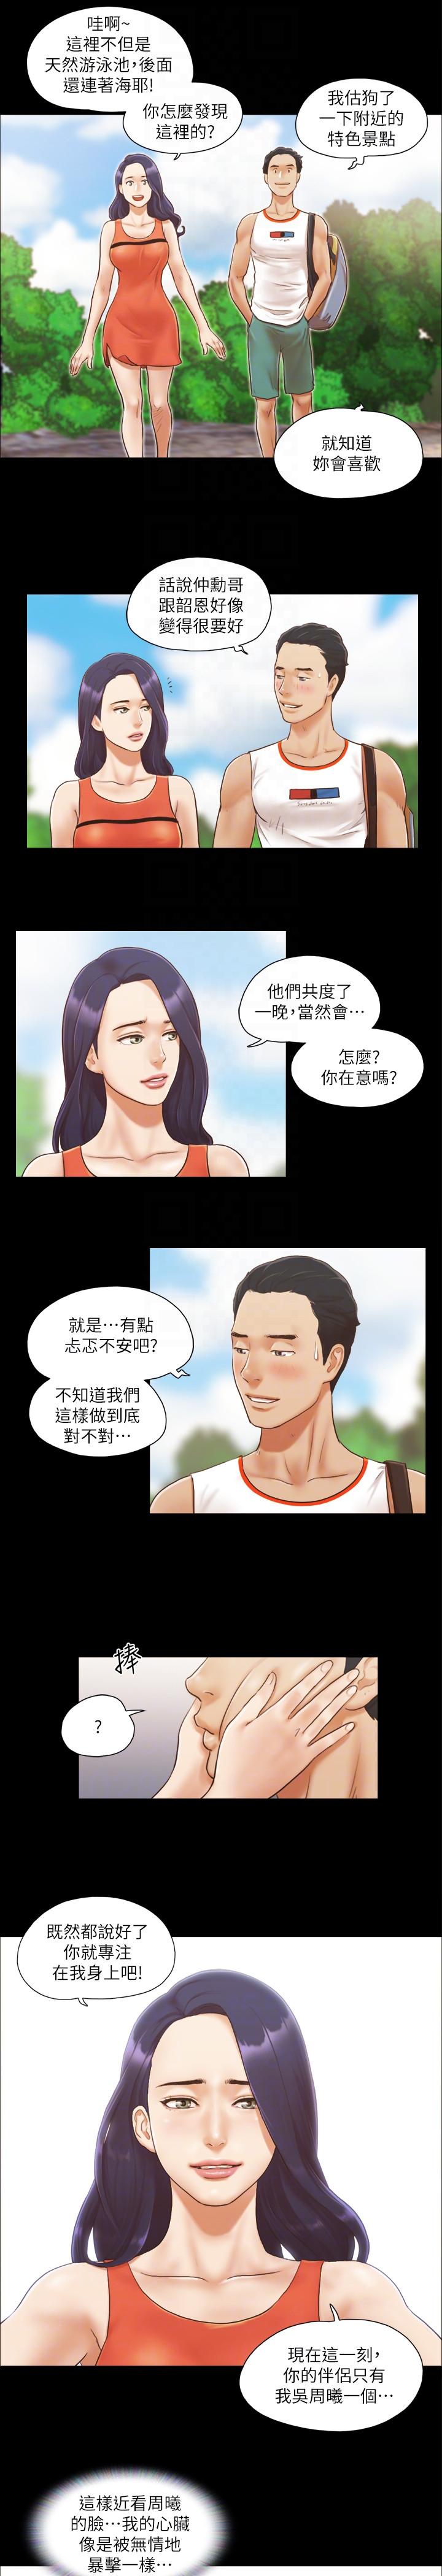 哇啊~
這裡不但是
天然游泳池,後面
還連著海耶!
你怎麼發現
這裡的?
我估狗了
一下附近的
特色景點
就知道
妳會喜歡
話說仲勳哥
跟韶恩好像
變得很要好
他們共度了
一晚,當然會…
怎麼?
你在意嗎?
就是…有點
忐忑不安吧?
不知道我們
這樣做到底
對不對…
捧
?
既然都說好了
你就專注
在我身上吧!
現在這一刻,
你的伴侶只有
我吳周曦一個…
這樣近看周曦
的臉…我的心臟
像是被無情地
暴擊一樣…